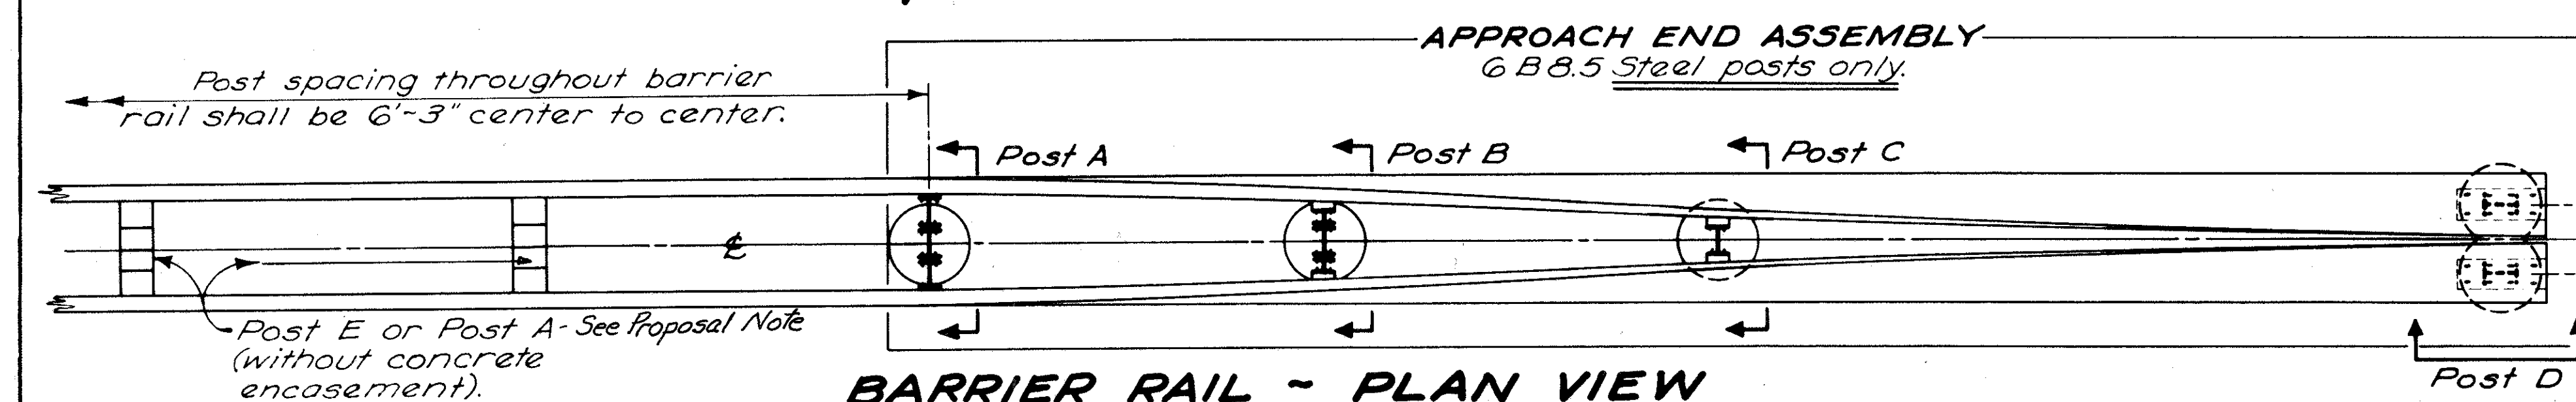 APPROACH END ASSEMBLY
6 B 8.5 Steel posts only.
Post spacing throughout barrier
rail shall be 6'~3" center to center.
Post A
Post B
Post C
℄
Post E or Post A - See Proposal Note
(without concrete
encasement).
Post D
BARRIER RAIL ~ PLAN VIEW